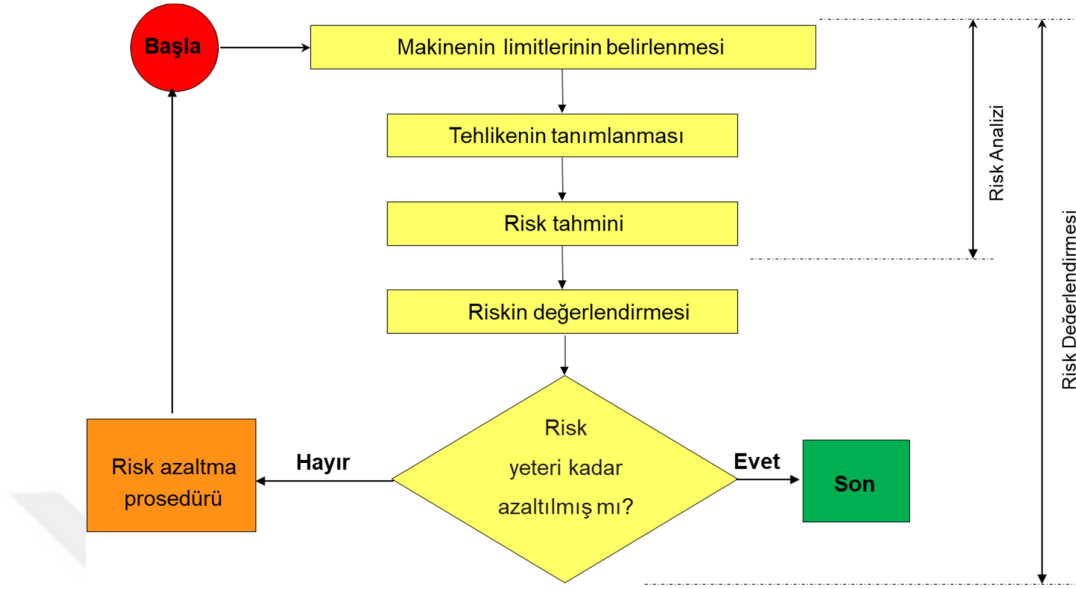 Başla
Makinenin limitlerinin belirlenmesi
Tehlikenin tanımlanması
Risk tahmini
Riskin değerlendirmesi
Risk
yeteri kadar
azaltılmış mı?
Hayır
Evet
Risk azaltma
prosedürü
Son
Risk Analizi
Risk Değerlendirmesi